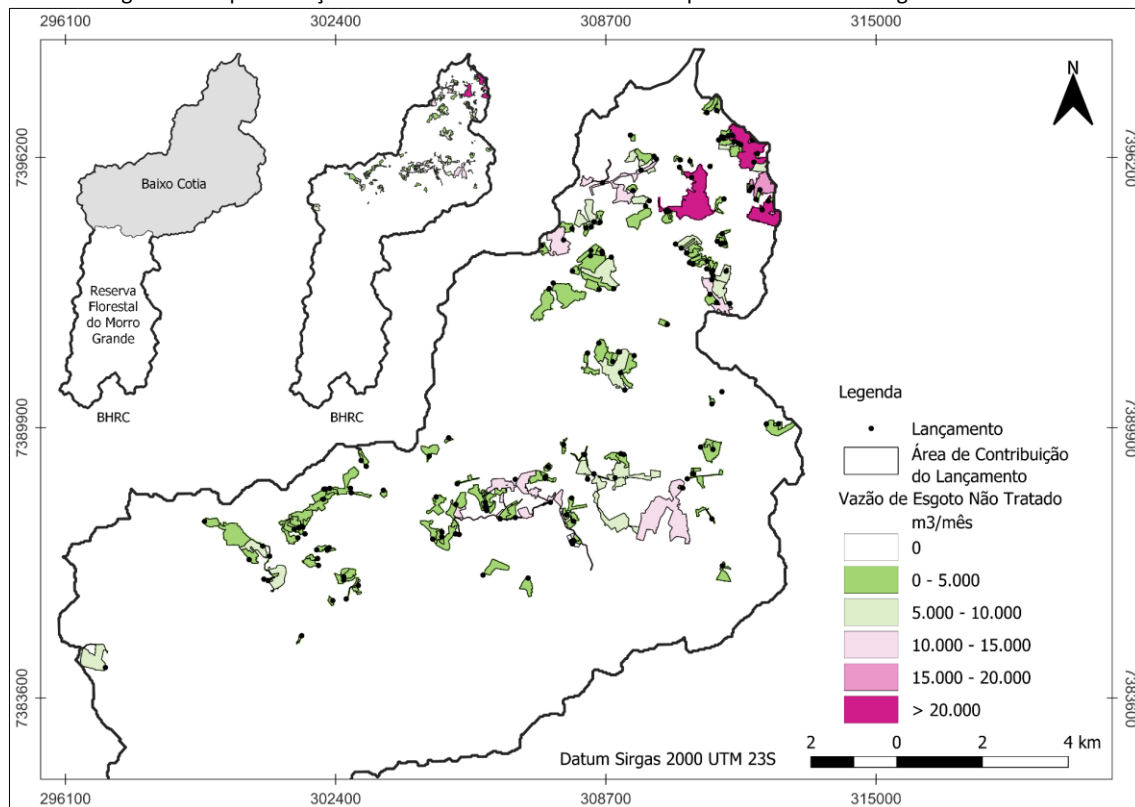 296100 302400 308700 315000
N
7396200 7396200
Baixo Cotia
Reserva
Florestal
do Morro
Grande
BHRC BHRC
7389900 7389900
Legenda
Lançamento
Área de Contribuição
do Lançamento
Vazão de Esgoto Não Tratado
m3/mês
0
0 - 5.000
5.000 - 10.000
10.000 - 15.000
15.000 - 20.000
> 20.000
7383600 7383600
Datum Sirgas 2000 UTM 23S
2 0 2 4 km
296100 302400 308700 315000